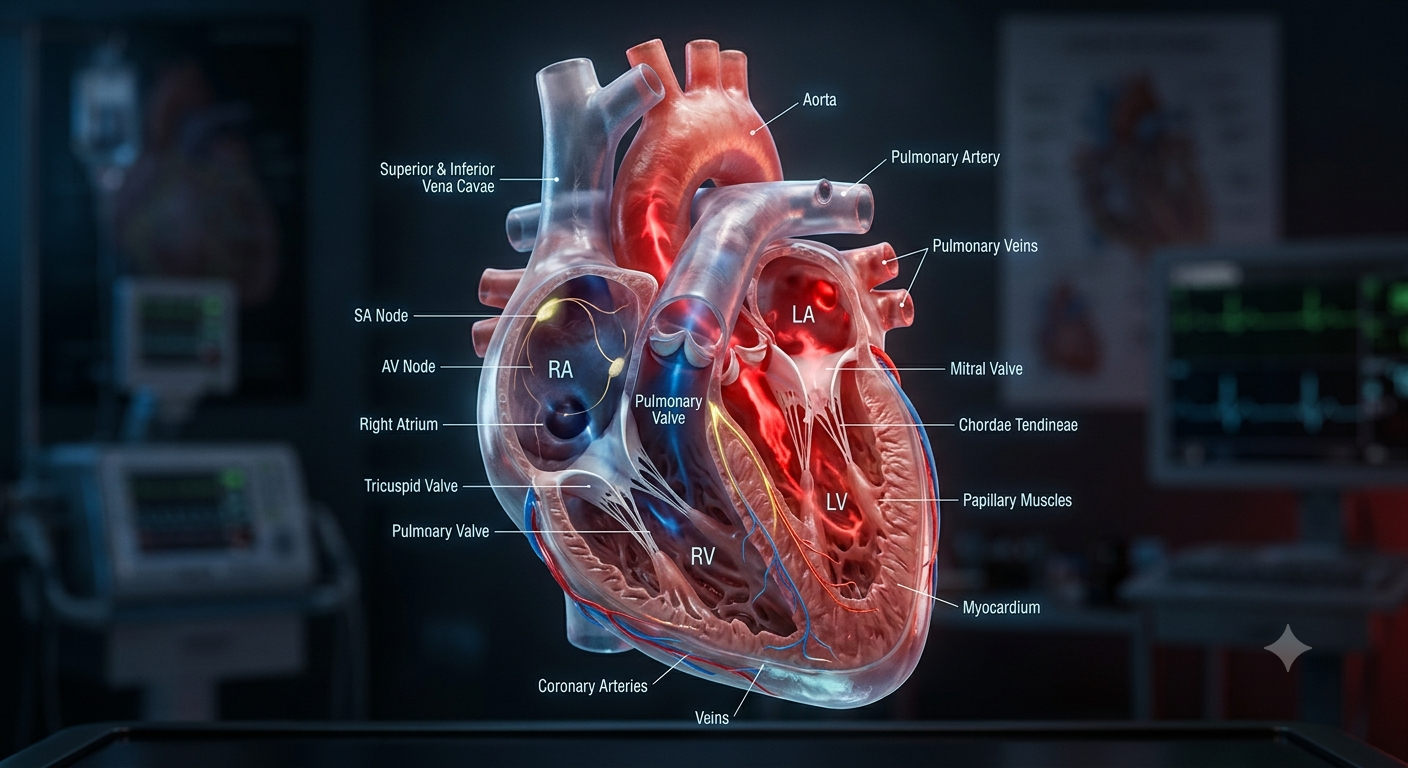 Aorta
Pulmonary Artery
Superior & Inferior
Vena Cavae
Pulmonary Veins
SA Node
LA
AV Node
RA
Mitral Valve
Pulmonary
Valve
Right Atrium
Chordae Tendineae
Tricuspid Valve
LV
Papillary Muscles
Pulmonary Valve
RV
Myocardium
Coronary Arteries
Veins